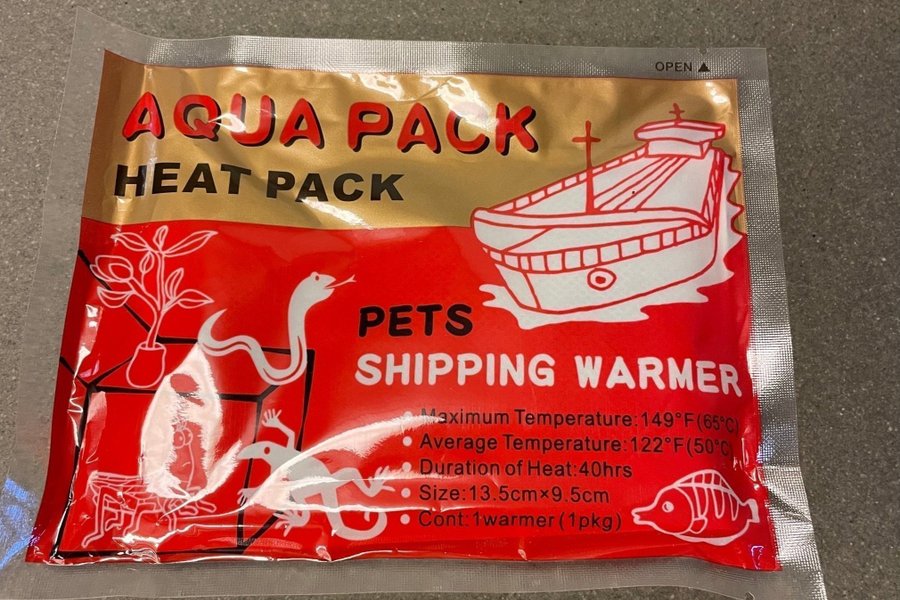 OPEN ▲
AQUA PACK
HEAT PACK
PETS
SHIPPING WARMER
• Maximum Temperature:149°F(65°C)
• Average Temperature:122°F(50°C)
• Duration of Heat:40hrs
• Size:13.5cm×9.5cm
• Cont:1warmer(1pkg)